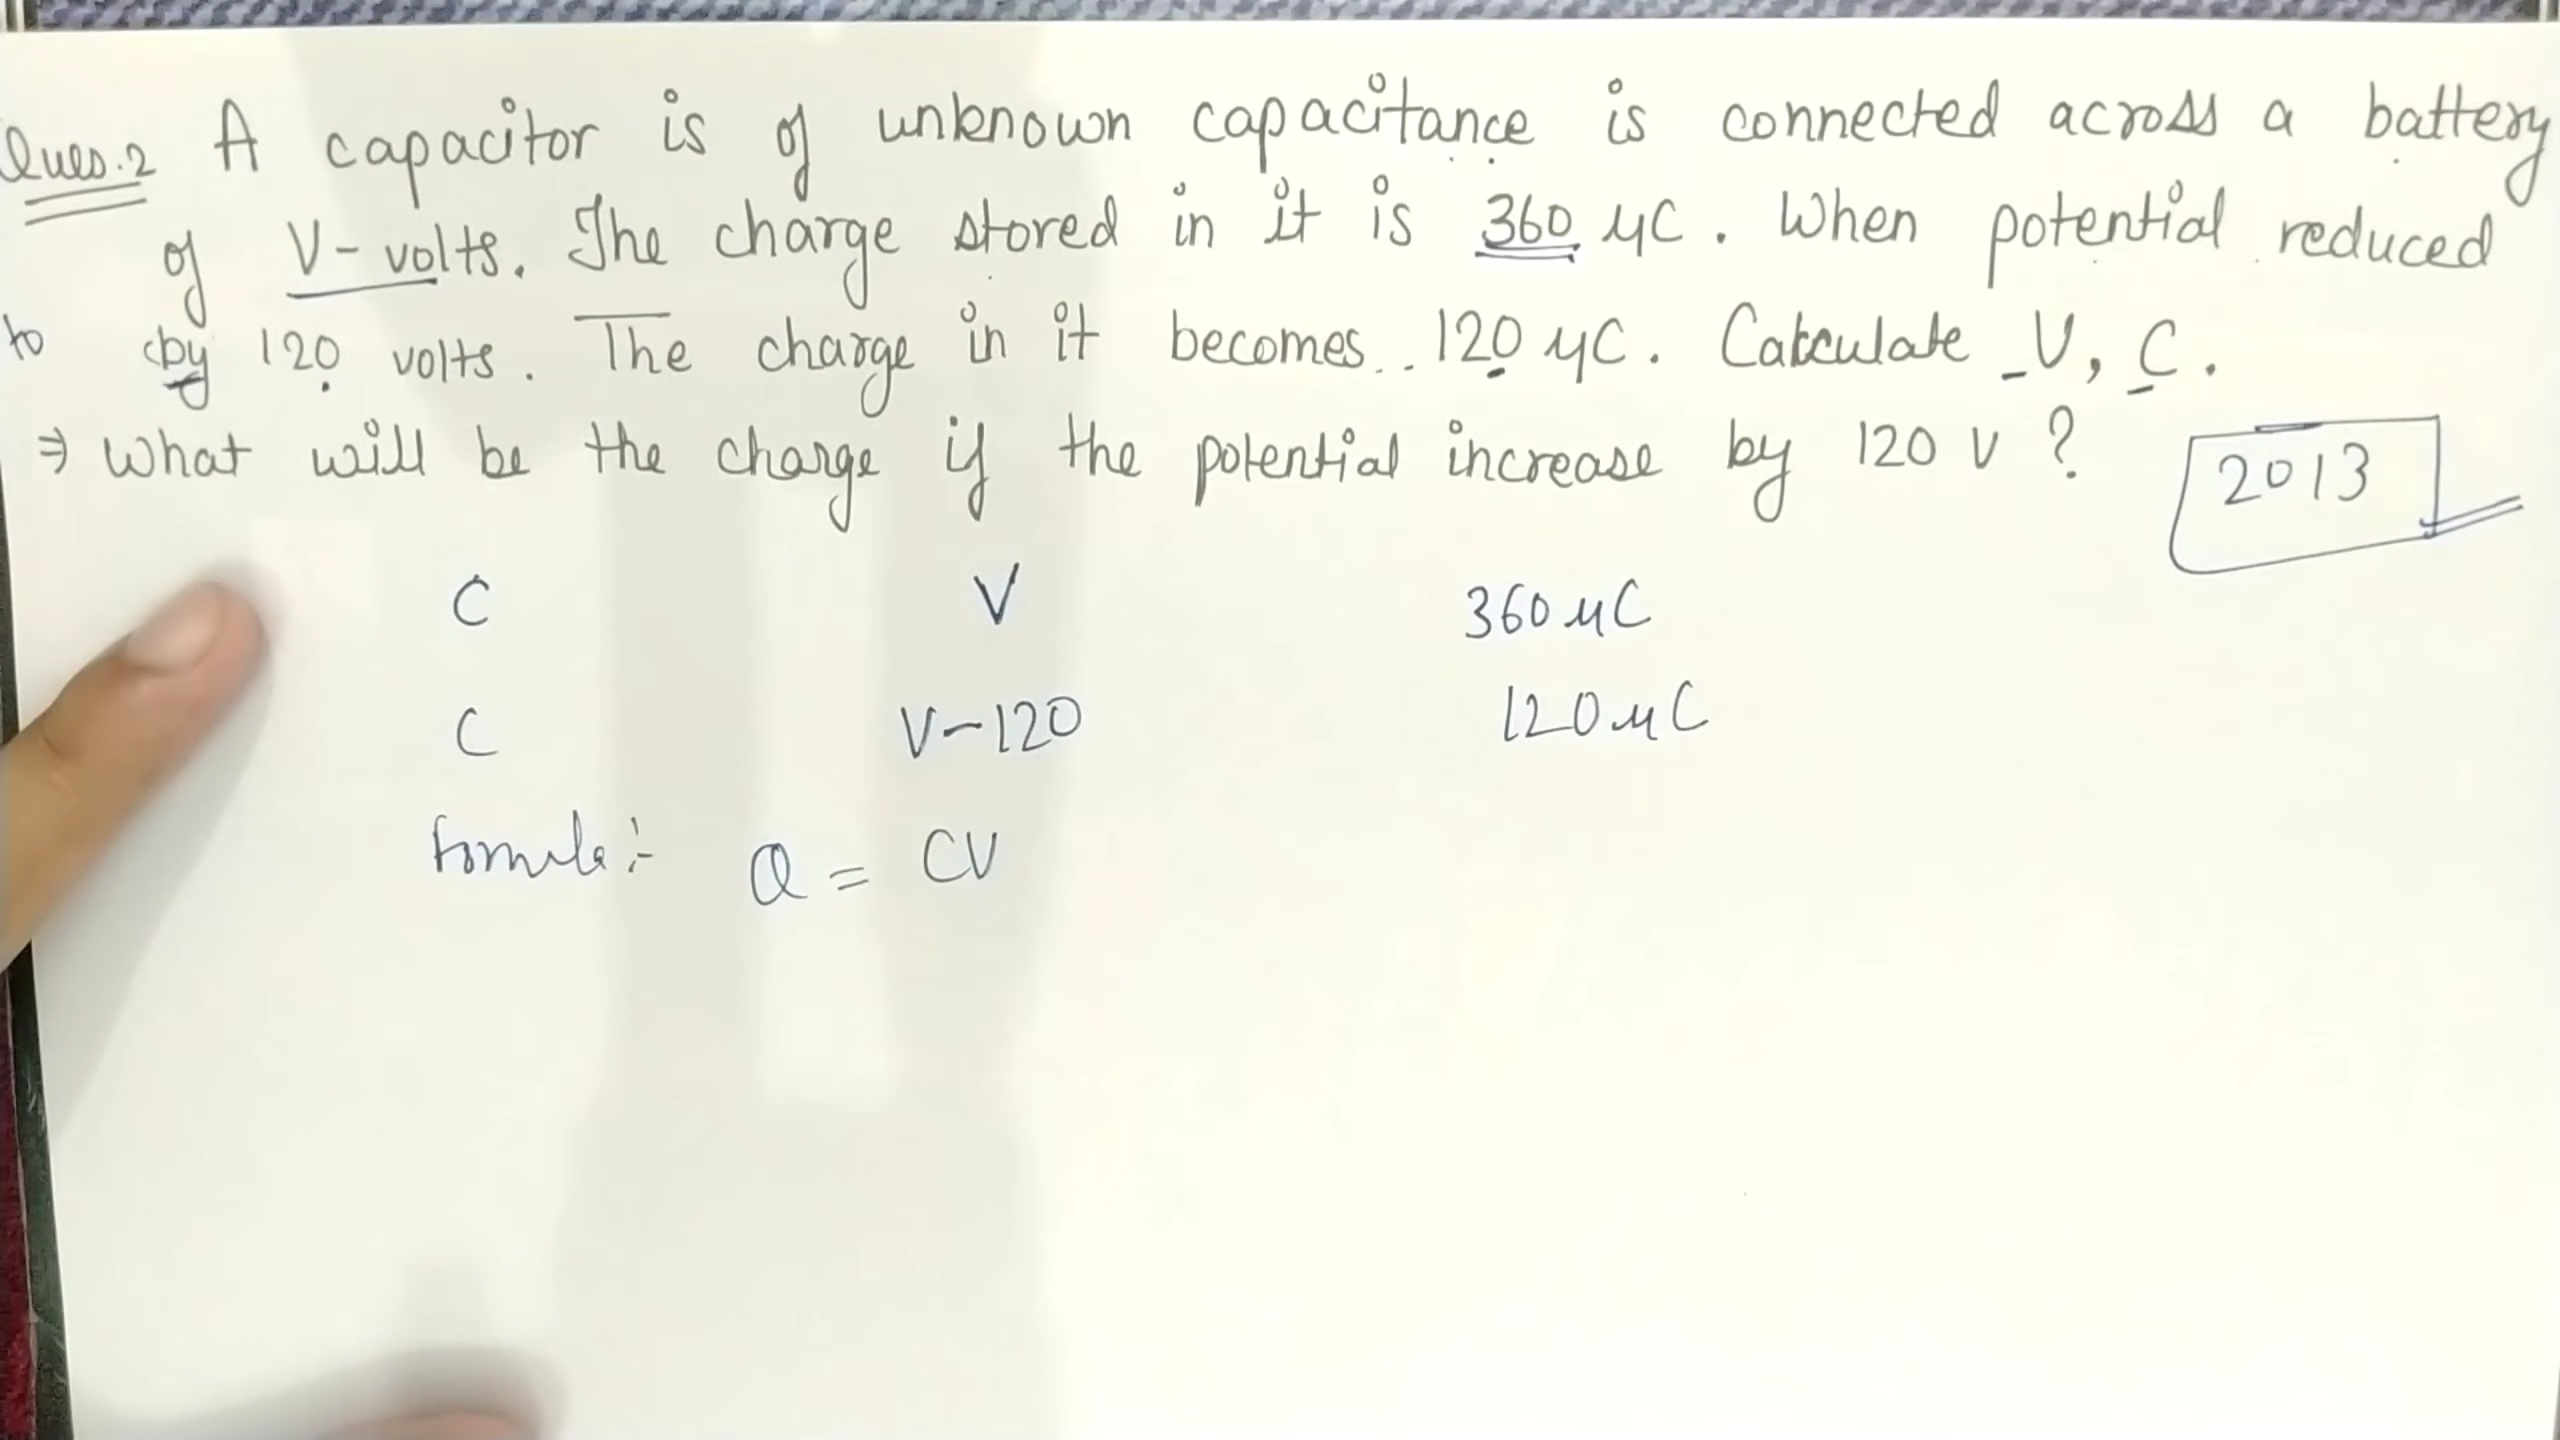 Ques.2 A capacitor is of unknown capacitance is connected across a battery
of V-volts. The charge stored in it is 360 μC. When potential reduced
to by 120 volts. The charge in it becomes.. 120 μC. Calculate V, C.
⇒ What will be the charge if the potential increase by 120 V ?
2013
C V 360 μC
C V-120 120 μC
Formula:- Q = CV